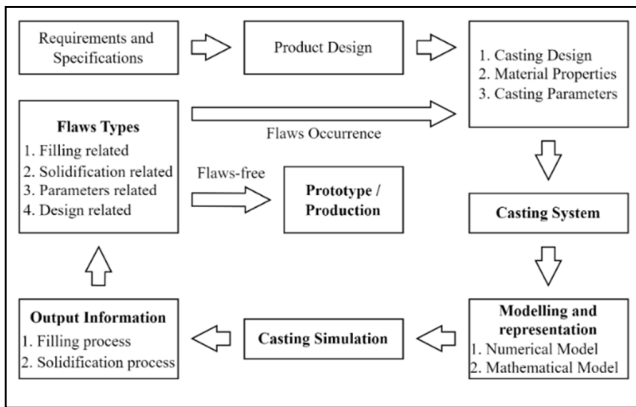 Requirements and
Specifications
Product Design
1. Casting Design
2. Material Properties
3. Casting Parameters
Flaws Types
1. Filling related
2. Solidification related
3. Parameters related
4. Design related
Flaws Occurrence
Flaws-free
Prototype /
Production
Casting System
Output Information
1. Filling process
2. Solidification process
Casting Simulation
Modelling and
representation
1. Numerical Model
2. Mathematical Model